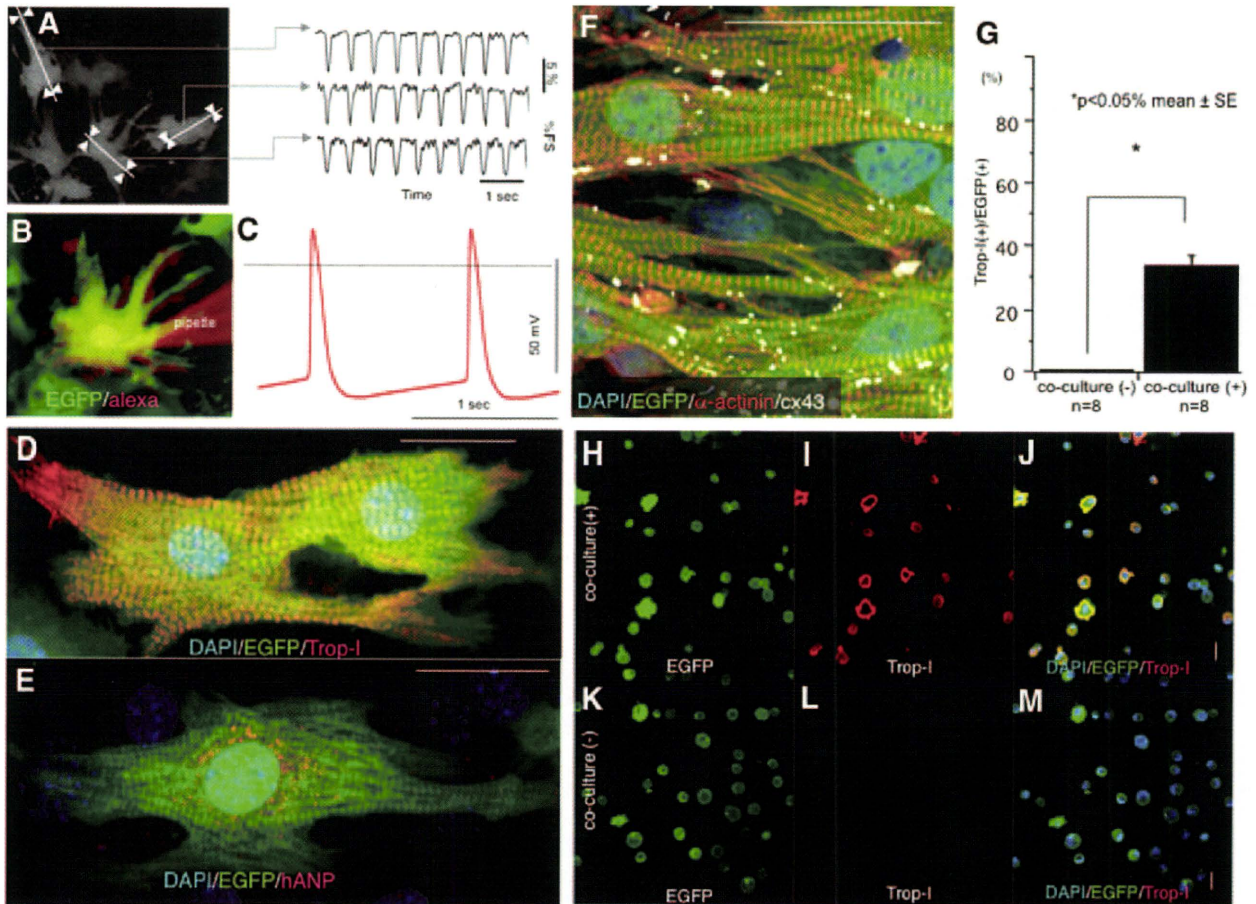 A
5 %
%FS
Time
1 sec
B
pipette
EGFP/alexa
C
50 mV
1 sec
D
DAPI/EGFP/Trop-I
E
DAPI/EGFP/hANP
F
DAPI/EGFP/α-actinin/cx43
G
(%)
*p<0.05% mean ± SE
*
80
60
40
20
0
Trop-I(+)/EGFP(+)
co-culture (-)
n=8
co-culture (+)
n=8
H
I
J
co-culture(+)
EGFP
Trop-I
DAPI/EGFP/Trop-I
K
L
M
co-culture (-)
EGFP
Trop-I
DAPI/EGFP/Trop-I